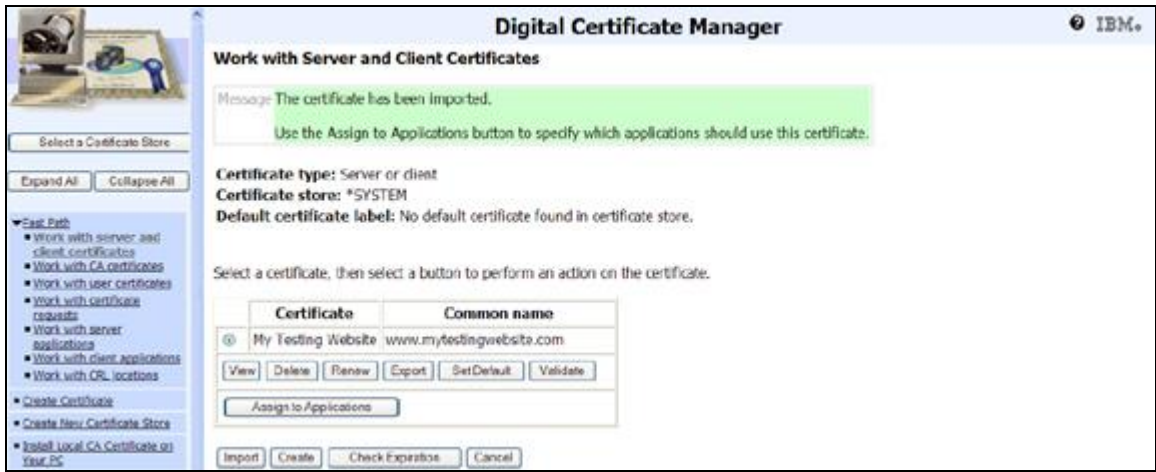 Digital Certificate Manager
IBM.
Select a Certificate Store
Expand All
Collapse All
Fast Path
Work with server and
client certificates
Work with CA certificates
Work with user certificates
Work with certificate
requests
Work with server
applications
Work with client applications
Work with CRL locations
Create Certificate
Create New Certificate Store
Install Local CA Certificate on
Your PC
Work with Server and Client Certificates
Message The certificate has been imported.
Use the Assign to Applications button to specify which applications should use this certificate.
Certificate type: Server or client
Certificate store: *SYSTEM
Default certificate label: No default certificate found in certificate store.
Select a certificate, then select a button to perform an action on the certificate.
Certificate Common name
My Testing Website www.mytestingwebsite.com
View Delete Renew Export Set Default Validate
Assign to Applications
Import Create Check Expiration Cancel